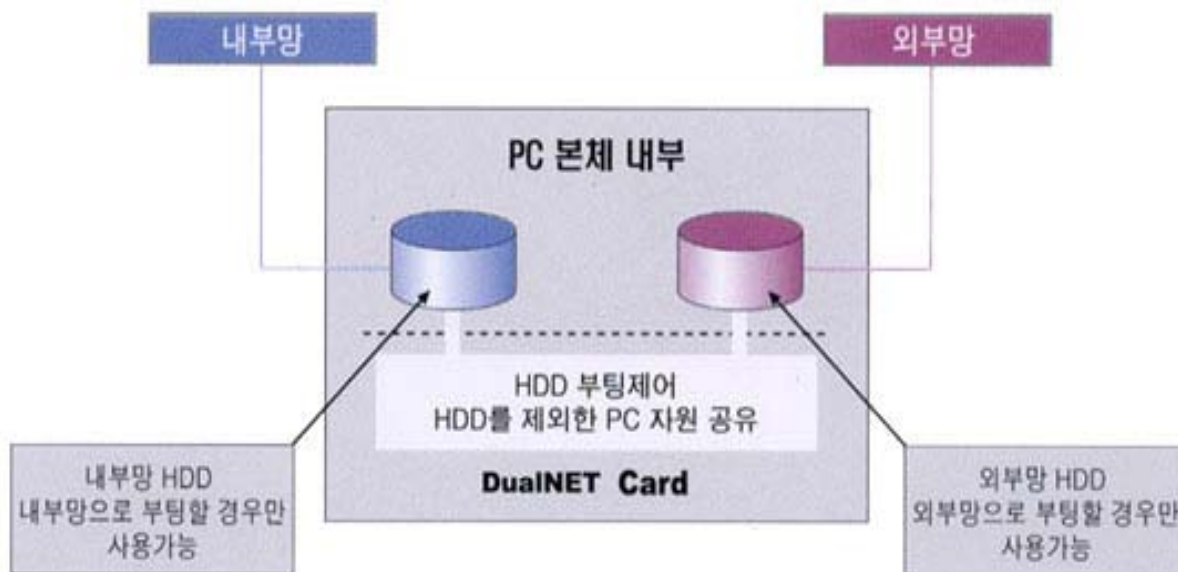 내부망
외부망
PC 본체 내부
HDD 부팅제어
HDD를 제외한 PC 자원 공유
DualNET Card
내부망 HDD
내부망으로 부팅할 경우만
사용가능
외부망 HDD
외부망으로 부팅할 경우만
사용가능